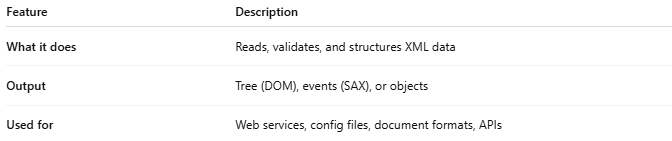 Feature Description
What it does Reads, validates, and structures XML data
Output Tree (DOM), events (SAX), or objects
Used for Web services, config files, document formats, APIs